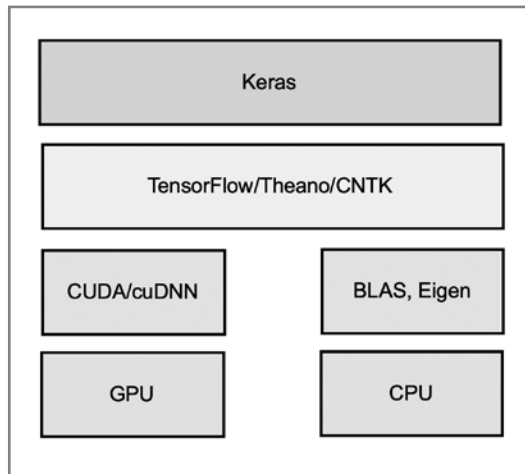 Keras
TensorFlow/Theano/CNTK
CUDA/cuDNN
BLAS, Eigen
GPU
CPU